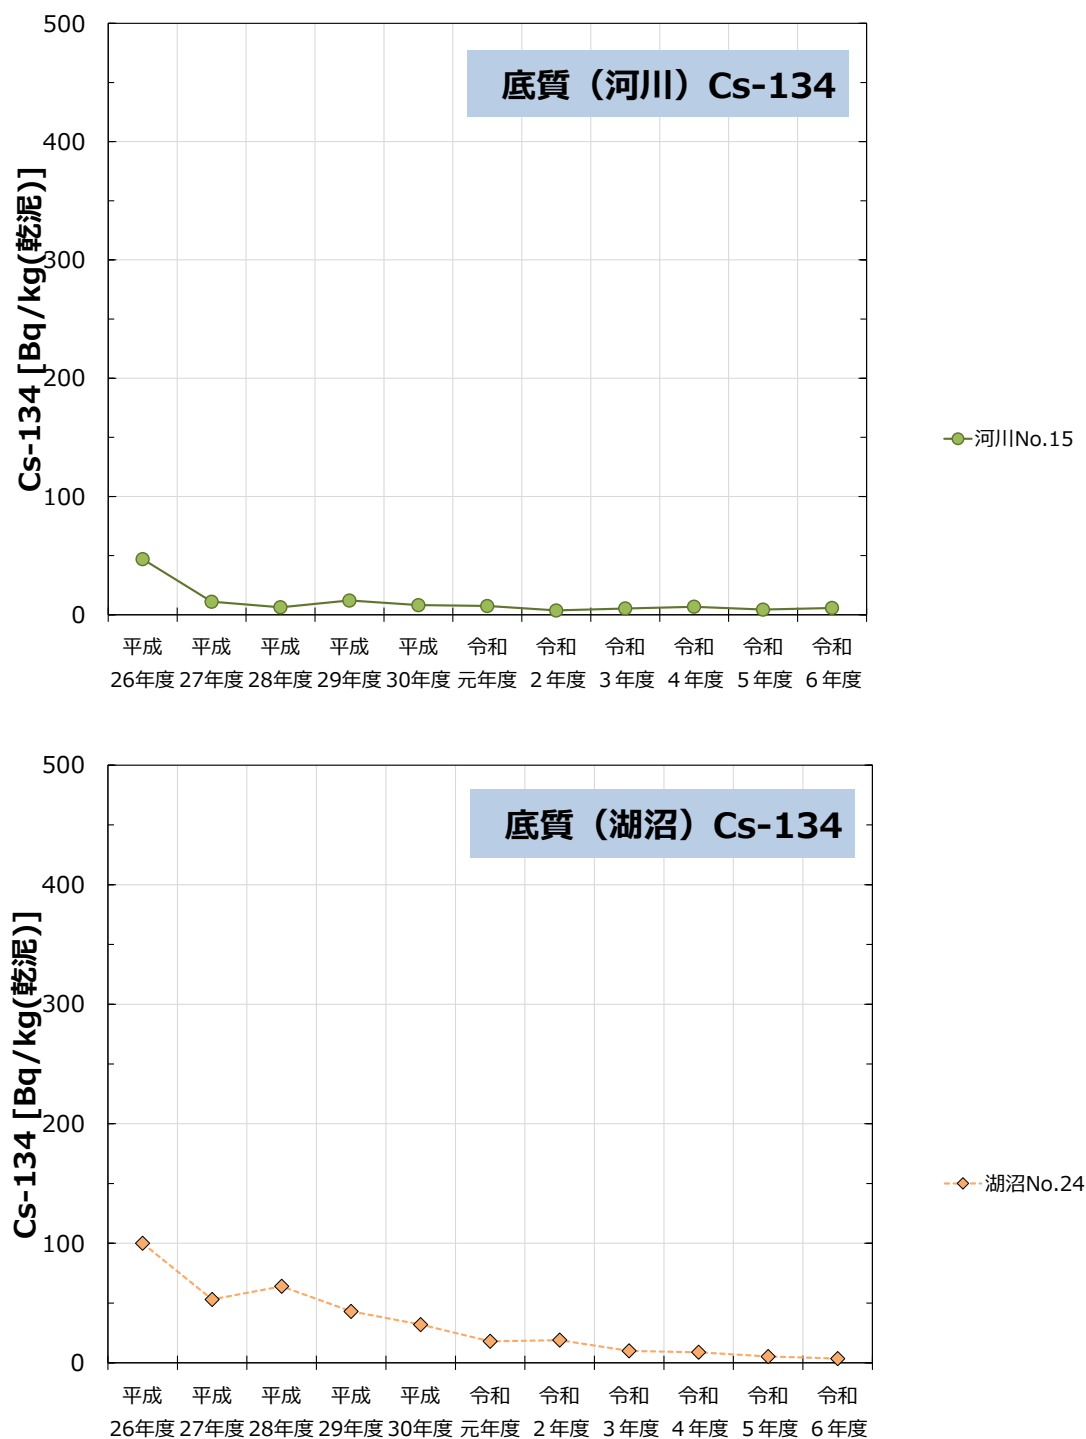 底質（河川）Cs-134
Cs-134 [Bq/kg(乾泥)]
500
400
300
200
100
0
平成 平成 平成 平成 平成 令和 令和 令和 令和 令和 令和
26年度 27年度 28年度 29年度 30年度 元年度 2年度 3年度 4年度 5年度 6年度
河川No.15
底質（湖沼）Cs-134
Cs-134 [Bq/kg(乾泥)]
500
400
300
200
100
0
平成 平成 平成 平成 平成 令和 令和 令和 令和 令和 令和
26年度 27年度 28年度 29年度 30年度 元年度 2年度 3年度 4年度 5年度 6年度
湖沼No.24